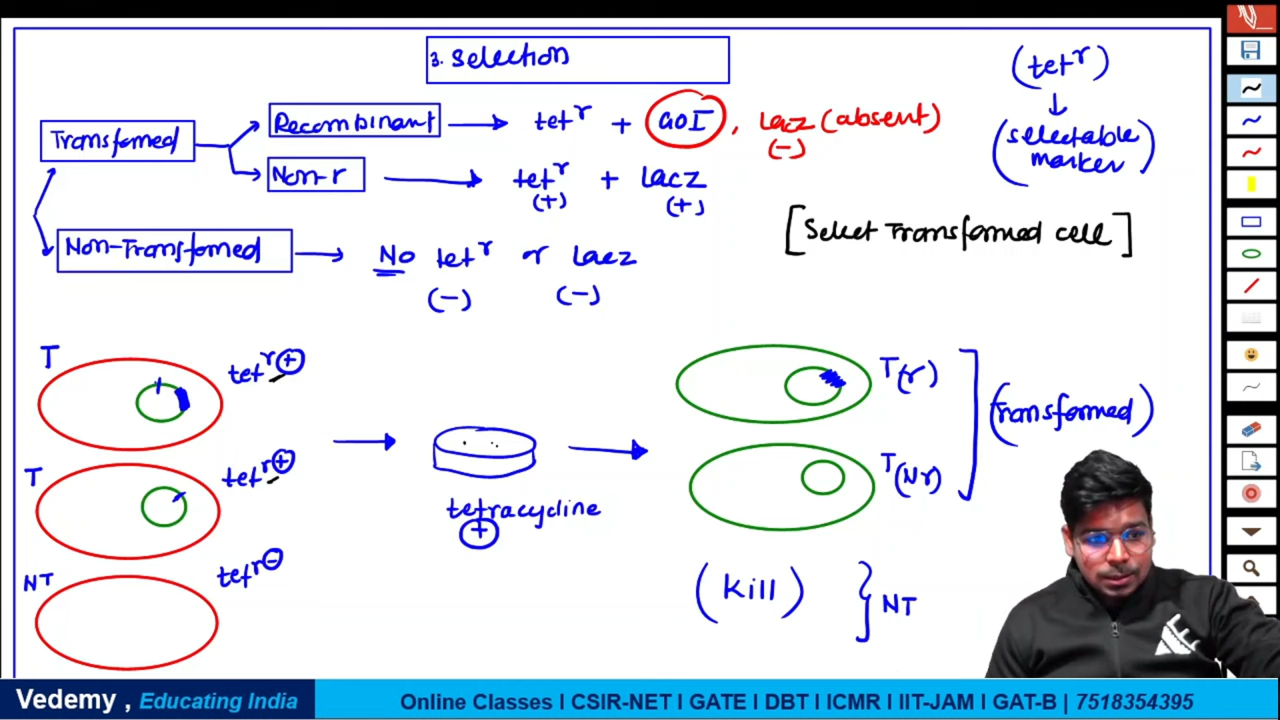 3. Selection
(tetʳ)
(selectable marker)
Transformed
Recombinant
tetʳ + GOI, Lacz (absent)
(-)
Non-r
tetʳ + Lacz
(+) (+)
[Select Transformed cell]
Non-Transformed
No tetʳ or Lacz
(-) (-)
T
tetʳ +
T
tetʳ +
NT
tetʳ -
tetracycline
+
T(r)
T(Nr)
(transformed)
(Kill) } NT
Vedemy , Educating India
Online Classes I CSIR-NET I GATE I DBT I ICMR I IIT-JAM I GAT-B | 7518354395